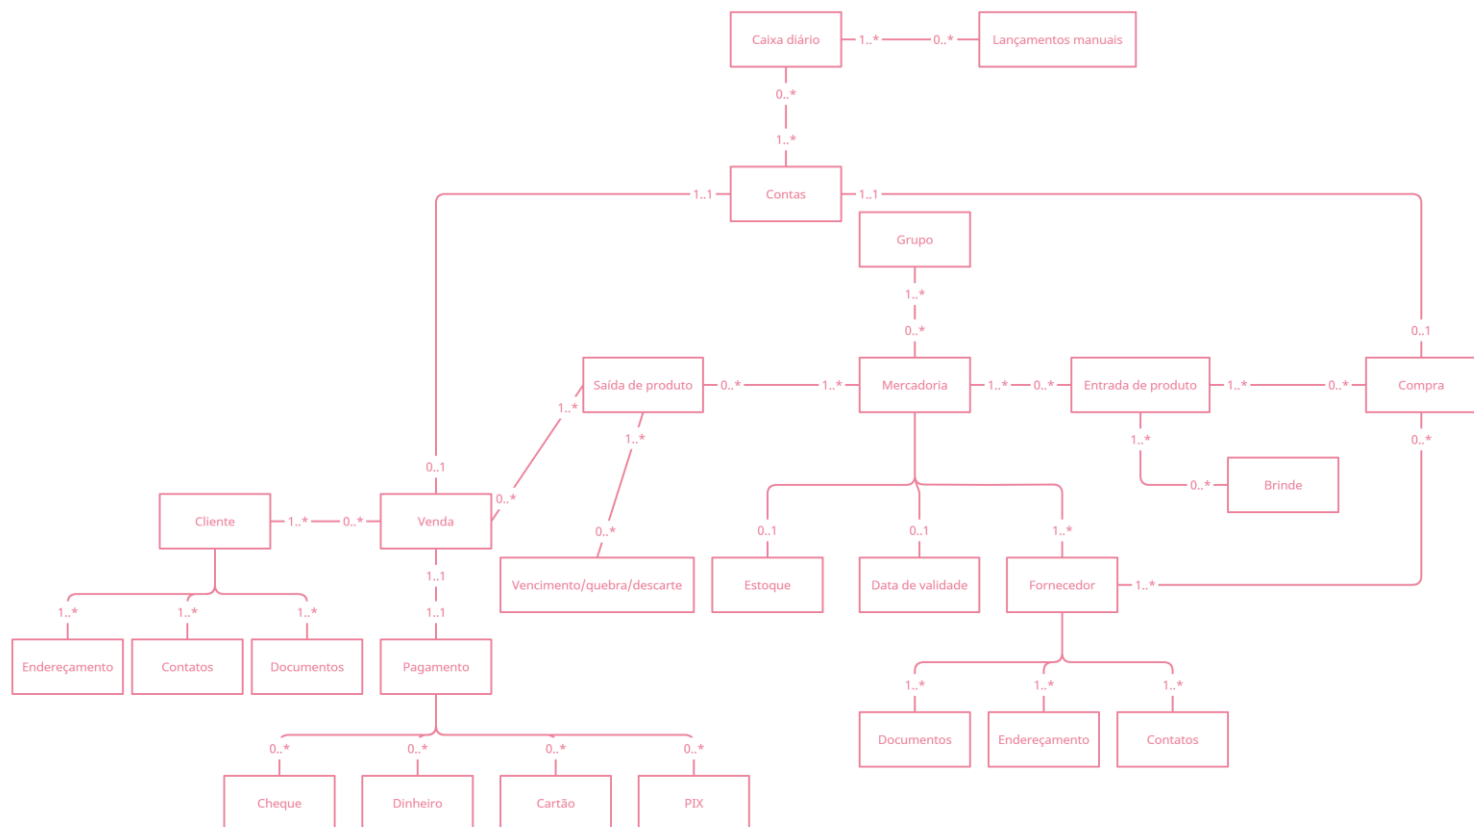 Caixa diário
1..*
0..*
Lançamentos manuais
0..*
1..*
1..1
Contas
1..1
Grupo
1..*
0..*
0..1
Saída de produto
0..*
1..*
Mercadoria
1..*
0..*
Entrada de produto
1..*
0..*
Compra
1..*
1..*
1..*
0..*
0..1
Brinde
0..*
0..*
Cliente
1..*
0..*
Venda
0..*
0..1
0..1
1..*
1..1
Vencimento/quebra/descarte
Estoque
Data de validade
Fornecedor
1..*
1..*
1..*
1..*
1..1
Endereçamento
Contatos
Documentos
Pagamento
1..*
1..*
1..*
Documentos
Endereçamento
Contatos
0..*
0..*
0..*
0..*
Cheque
Dinheiro
Cartão
PIX